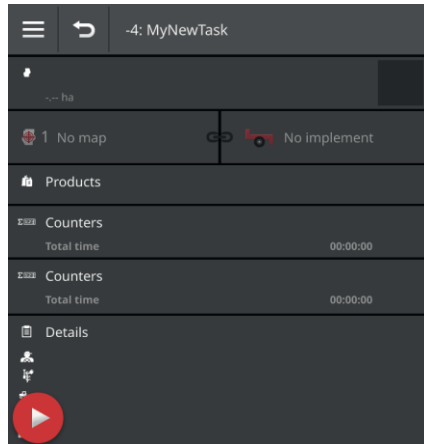 -4: MyNewTask
-.-- ha
1 No map
No implement
Products
Counters
Total time 00:00:00
Counters
Total time 00:00:00
Details